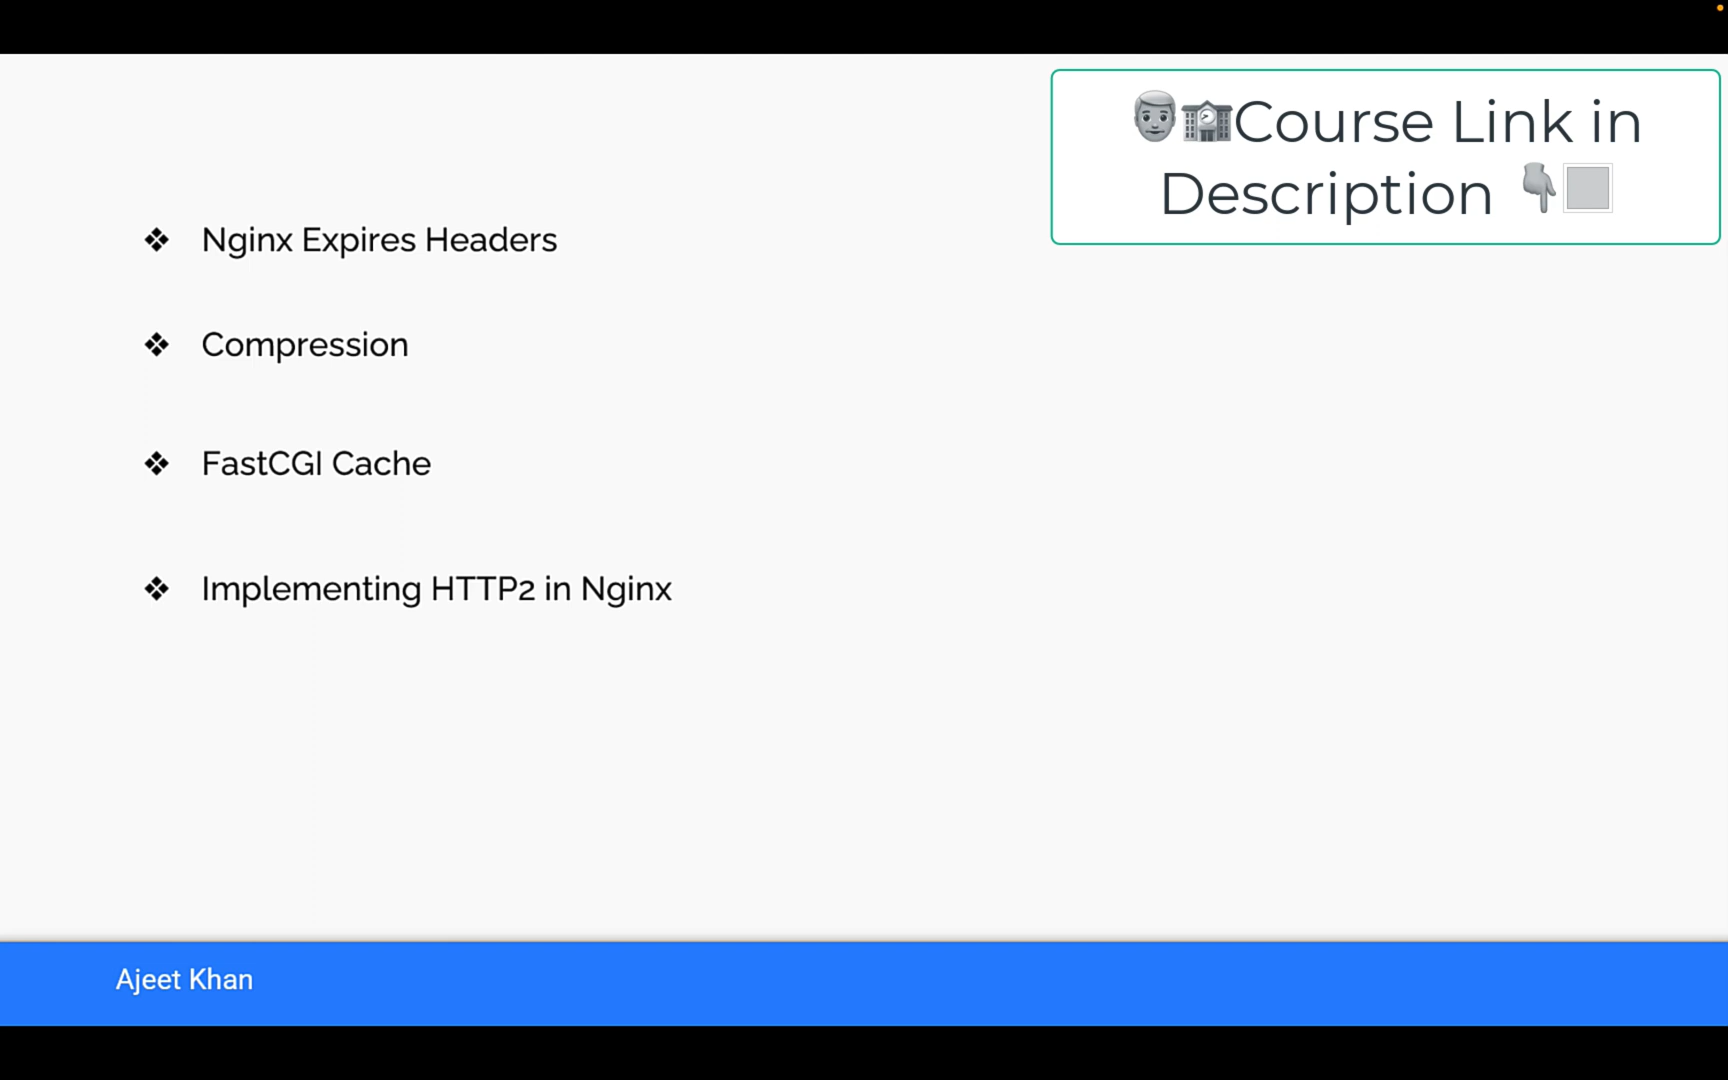 Course Link in
Description
Nginx Expires Headers
Compression
FastCGI Cache
Implementing HTTP2 in Nginx
Ajeet Khan